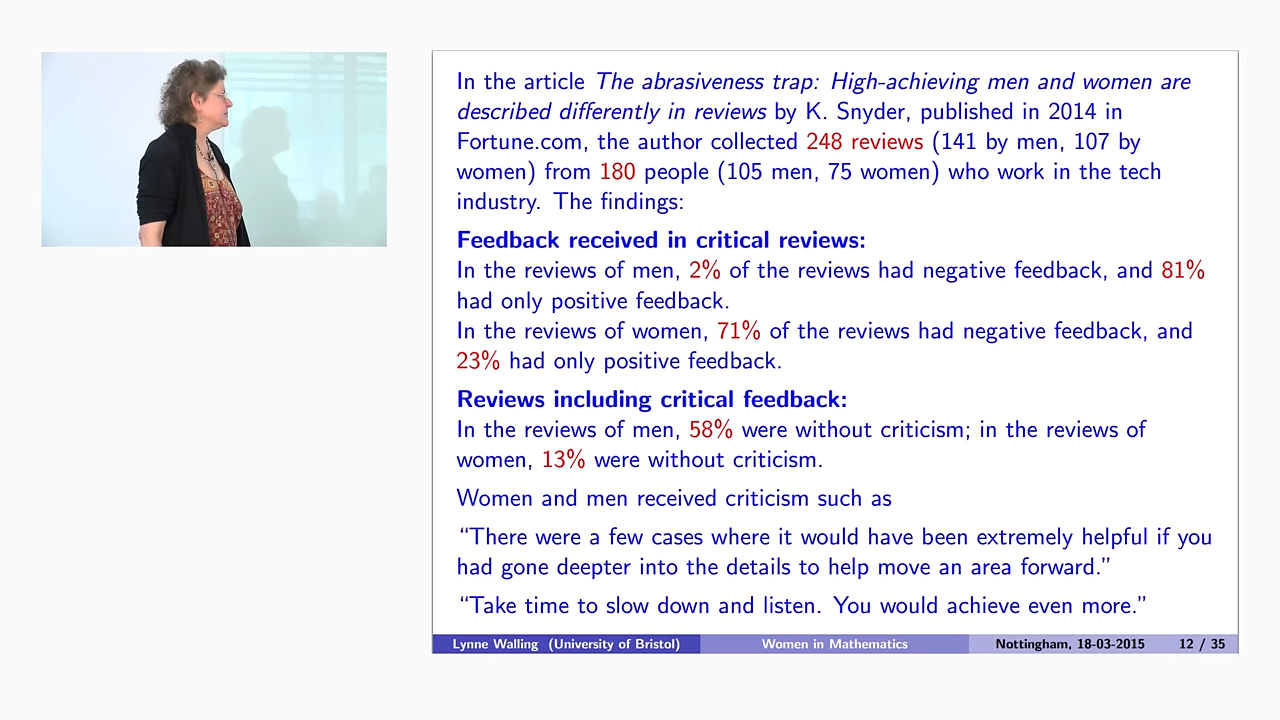 In the article The abrasiveness trap: High-achieving men and women are
described differently in reviews by K. Snyder, published in 2014 in
Fortune.com, the author collected 248 reviews (141 by men, 107 by
women) from 180 people (105 men, 75 women) who work in the tech
industry. The findings:
Feedback received in critical reviews:
In the reviews of men, 2% of the reviews had negative feedback, and 81%
had only positive feedback.
In the reviews of women, 71% of the reviews had negative feedback, and
23% had only positive feedback.
Reviews including critical feedback:
In the reviews of men, 58% were without criticism; in the reviews of
women, 13% were without criticism.
Women and men received criticism such as
“There were a few cases where it would have been extremely helpful if you
had gone deepter into the details to help move an area forward.”
“Take time to slow down and listen. You would achieve even more.”
Lynne Walling (University of Bristol) Women in Mathematics Nottingham, 18-03-2015 12 / 35